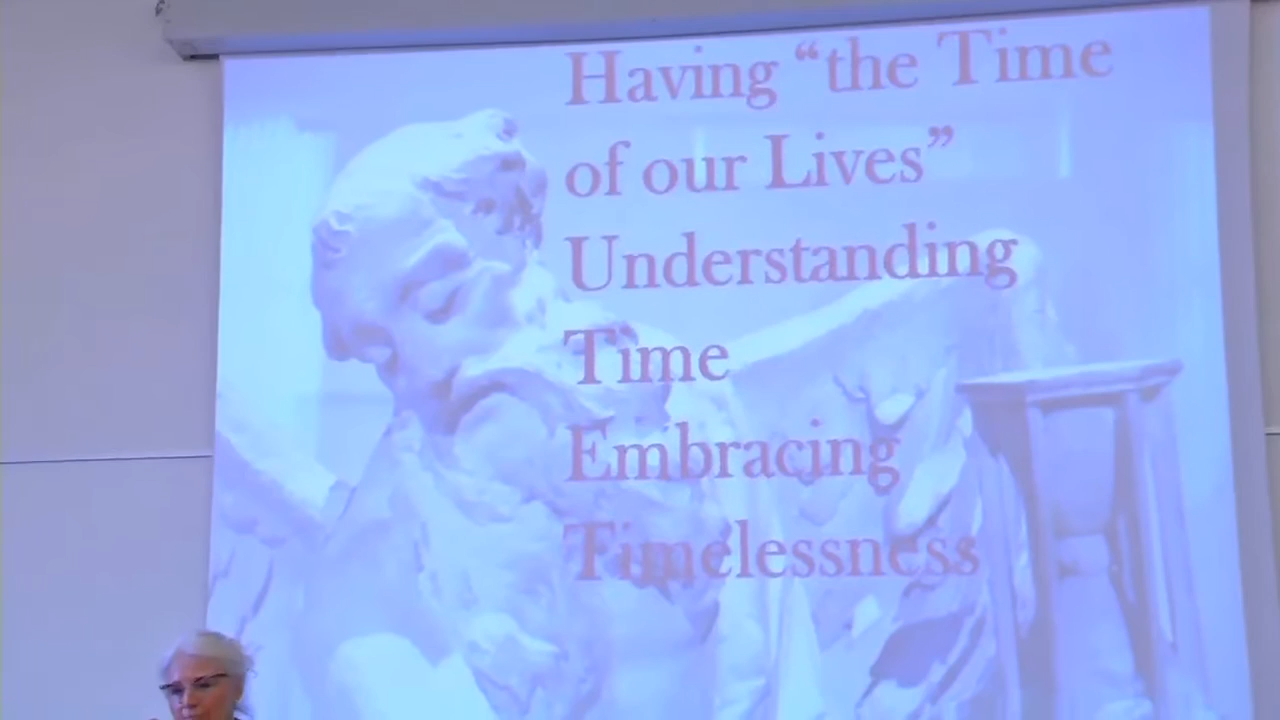 Having “the Time
of our Lives”
Understanding
Time
Embracing
Timelessness